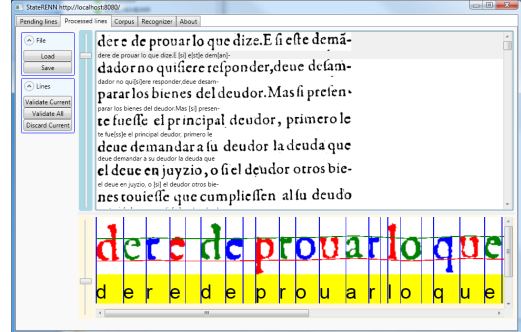 StateRENN http://localhost:8080/
Pending lines Processed lines Corpus Recognizer About
File
Load
Save
Lines
Validate Current
Validate All
Discard Current
dere de prouar lo que dize.E ſi eſte demã-
dere de prouar lo que dize.E [si] e[st]e dem[an]-
dador no quiſiere reſponder,deue deſam-
dador no qui[si]ere responder,deue desam-
parar los bienes del deudor.Mas ſi preſen-
parar los bienes del deudor.Mas [si] presen-
te fueſſe el principal deudor, primero le
te fue[ss]e el principal deudor, primero le
deue demandar a ſu deudor la deuda que
deue demandar a su deudor la deuda que
el deue en juyzio, o ſi el deudor otros bie-
el deue en juyzio, o [si] el deudor otros bie-
nes touieſſe que cumplieſſen al ſu deudo
dere de prouar lo que
d e r e d e p r o u a r l o q u e